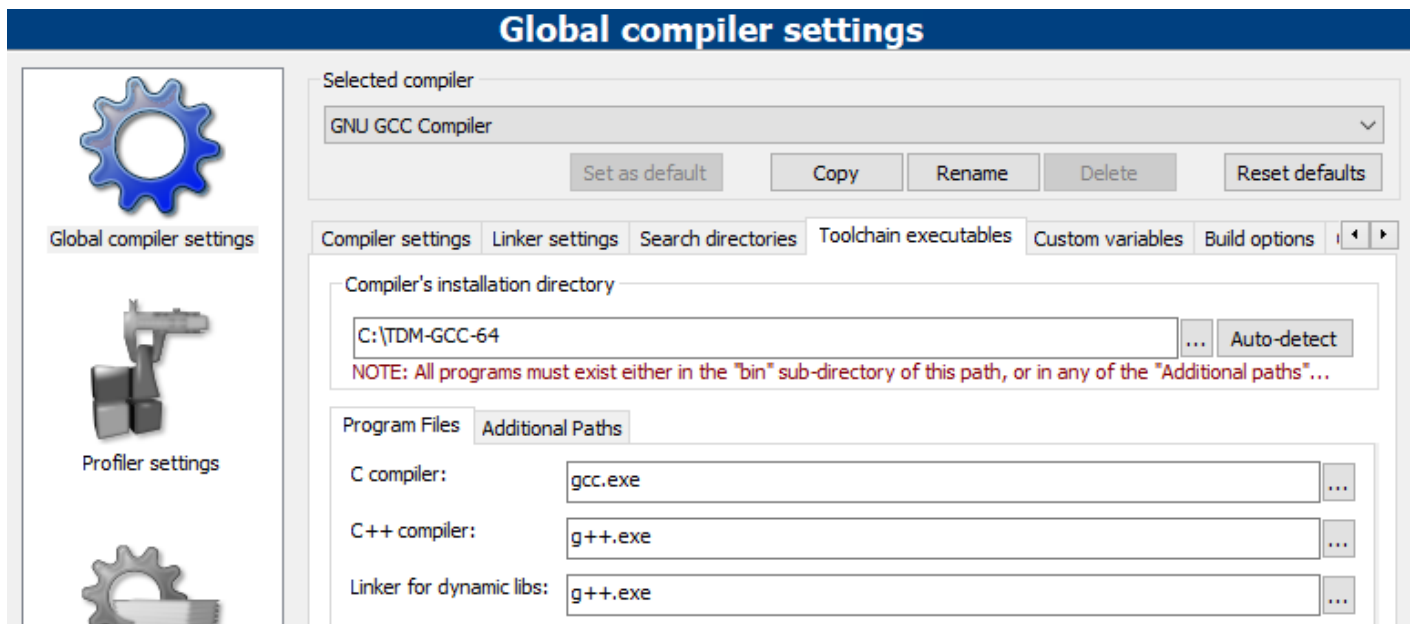 Global compiler settings
Selected compiler
GNU GCC Compiler
Set as default Copy Rename Delete Reset defaults
Global compiler settings
Compiler settings Linker settings Search directories Toolchain executables Custom variables Build options
Compiler's installation directory
C:\TDM-GCC-64 ... Auto-detect
NOTE: All programs must exist either in the "bin" sub-directory of this path, or in any of the "Additional paths"...
Program Files Additional Paths
Profiler settings
C compiler: gcc.exe ...
C++ compiler: g++.exe ...
Linker for dynamic libs: g++.exe ...